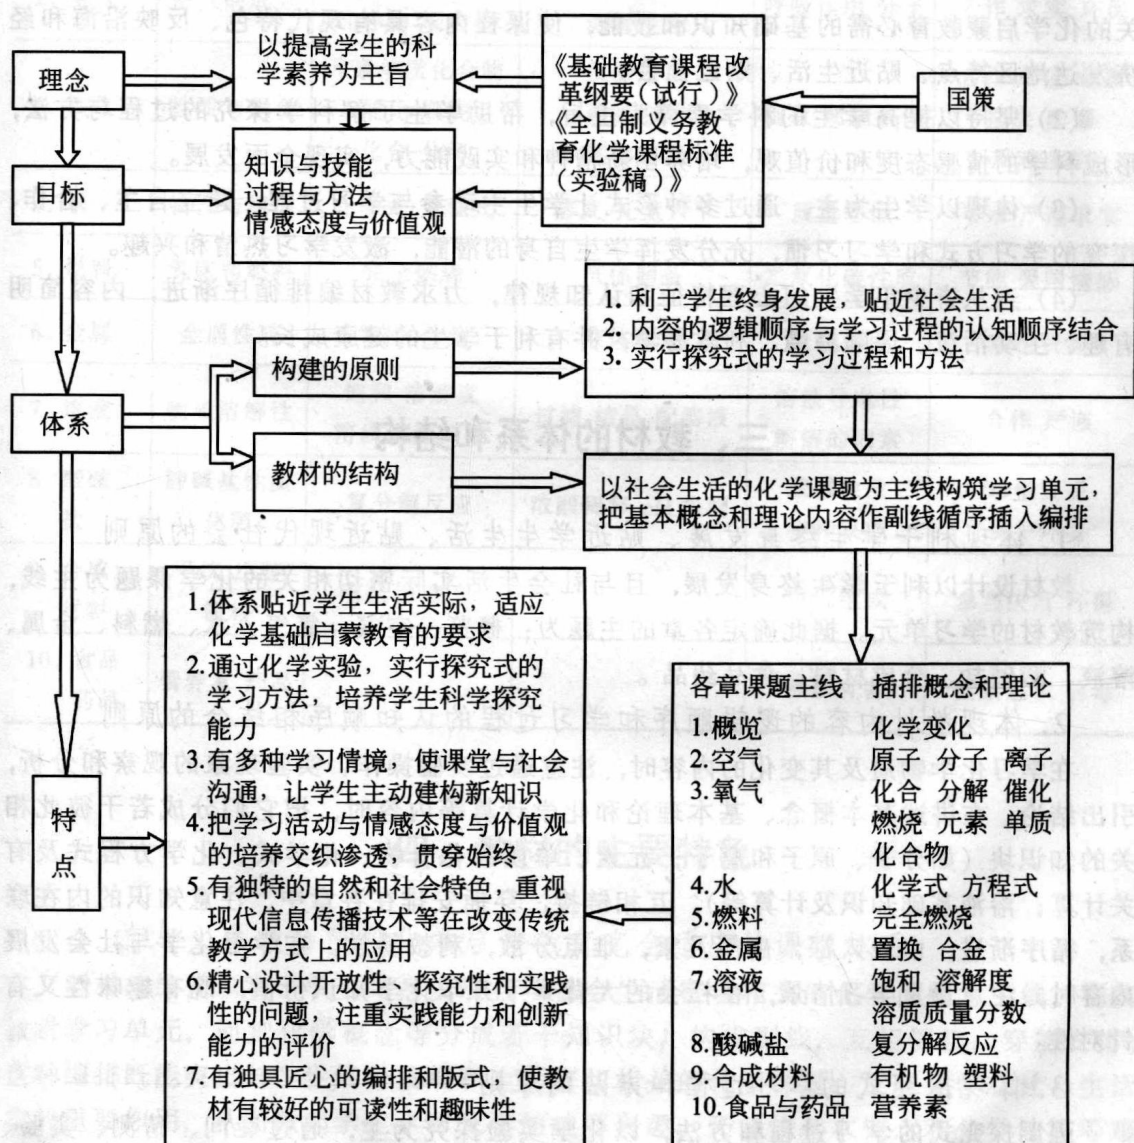 理念
以提高学生的科
学素养为主旨
《基础教育课程改
革纲要（试行）》
《全日制义务教
育化学课程标准
（实验稿）》
国策
目标
知识与技能
过程与方法
情感态度与价值观
体系
构建的原则
1. 利于学生终身发展，贴近社会生活
2. 内容的逻辑顺序与学习过程的认知顺序结合
3. 实行探究式的学习过程和方法
教材的结构
以社会生活的化学课题为主线构筑学习单元，
把基本概念和理论内容作副线循序插入编排
特
点
1.体系贴近学生生活实际，适应
化学基础启蒙教育的要求
2.通过化学实验，实行探究式的
学习方法，培养学生科学探究
能力
3.有多种学习情境，使课堂与社会
沟通，让学生主动建构新知识
4.把学习活动与情感态度与价值观
的培养交织渗透，贯穿始终
5.有独特的自然和社会特色，重视
现代信息传播技术等在改变传统
教学方式上的应用
6.精心设计开放性、探究性和实践
性的问题，注重实践能力和创新
能力的评价
7.有独具匠心的编排和版式，使教
材有较好的可读性和趣味性
各章课题主线 插排概念和理论
1.概览 化学变化
2.空气 原子 分子 离子
3.氧气 化合 分解 催化
燃烧 元素 单质
化合物
4.水 化学式 方程式
5.燃料 完全燃烧
6.金属 置换 合金
7.溶液 饱和 溶解度
溶质质量分数
8.酸碱盐 复分解反应
9.合成材料 有机物 塑料
10.食品与药品 营养素